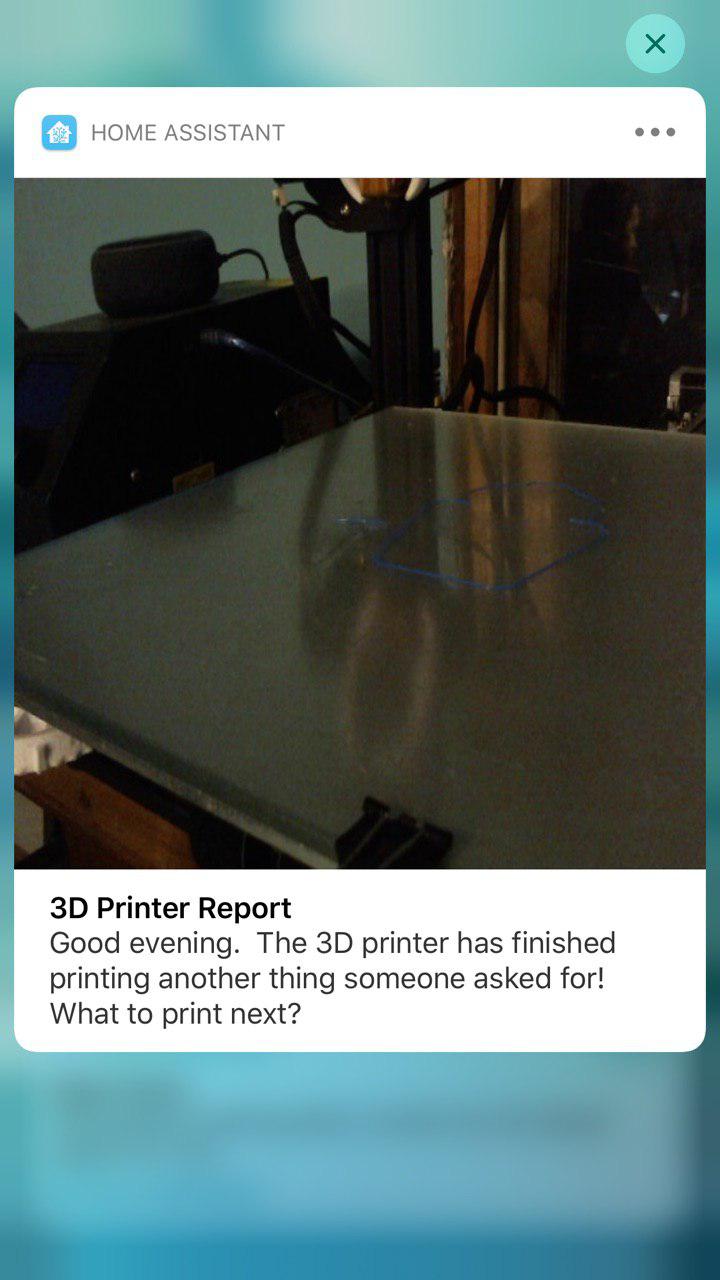 HOME ASSISTANT
3D Printer Report
Good evening.  The 3D printer has finished
printing another thing someone asked for!
What to print next?